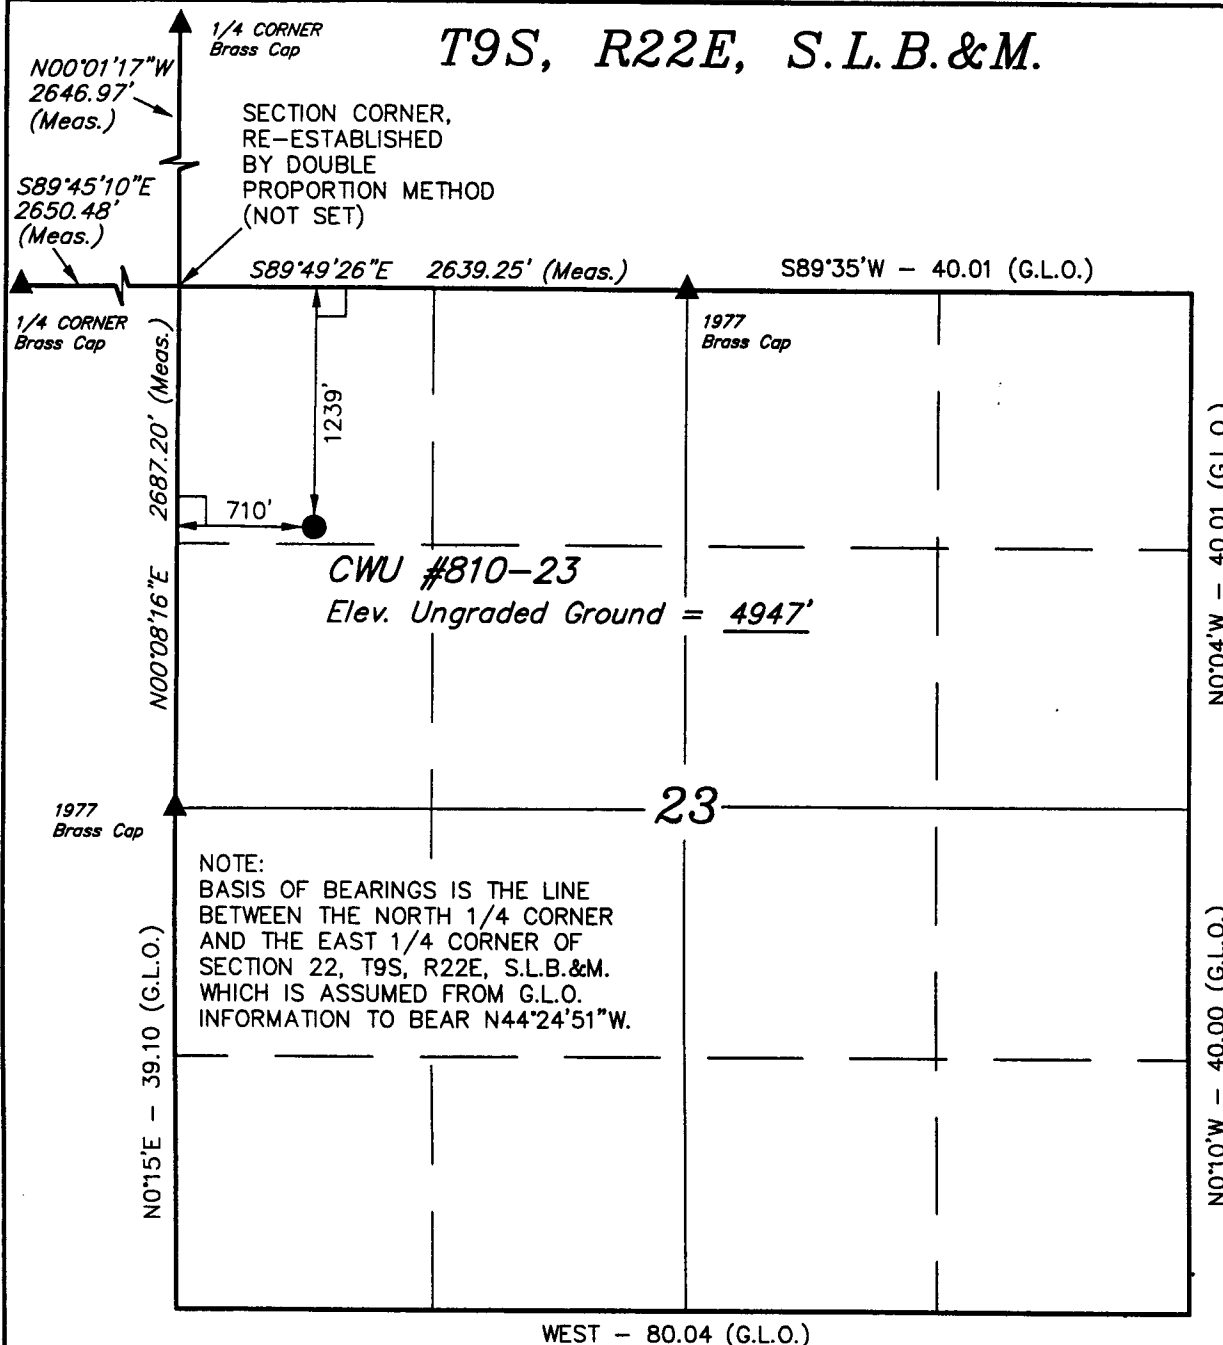 T9S, R22E, S.L.B.&M.
1/4 CORNER
Brass Cap
N00°01'17"W
2646.97'
(Meas.)
SECTION CORNER,
RE-ESTABLISHED
BY DOUBLE
PROPORTION METHOD
(NOT SET)
S89°45'10"E
2650.48'
(Meas.)
S89°49'26"E 2639.25' (Meas.)
S89°35'W – 40.01 (G.L.O.)
1/4 CORNER
Brass Cap
1977
Brass Cap
N00°08'16"E 2687.20' (Meas.)
1239'
710'
CWU #810-23
Elev. Ungraded Ground = 4947'
N0°04'W – 40.01 (G.L.O.)
23
1977
Brass Cap
NOTE:
BASIS OF BEARINGS IS THE LINE
BETWEEN THE NORTH 1/4 CORNER
AND THE EAST 1/4 CORNER OF
SECTION 22, T9S, R22E, S.L.B.&M.
WHICH IS ASSUMED FROM G.L.O.
INFORMATION TO BEAR N44°24'51"W.
N0°15'E – 39.10 (G.L.O.)
N0°10'W – 40.00 (G.L.O.)
WEST – 80.04 (G.L.O.)